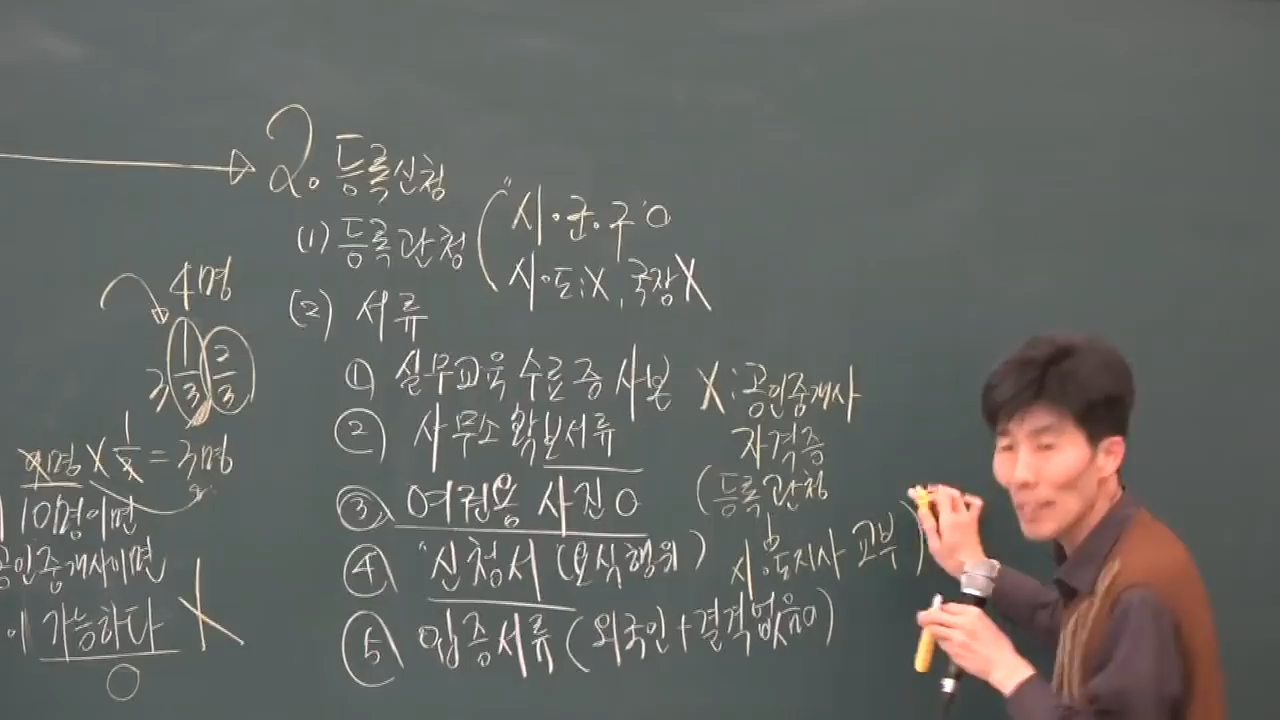 2. 등록신청
(1) 등록관청 ( "시·군·구" O
시·도:X, 국장X
(2) 서류
① 실무교육 수료증 사본 X:공인중개사
자격증
② 사무소 확보서류
(등록관청
③ 여권용 사진 O
④ "신청서 (요식행위)
시·도지사 교부)
⑤ 입증서류 (외국인+결격없음)
4명
3 1/3 2/3
명 X 1/ = 3명
10명이면
공인중개사이면
이 가능하다 X
O